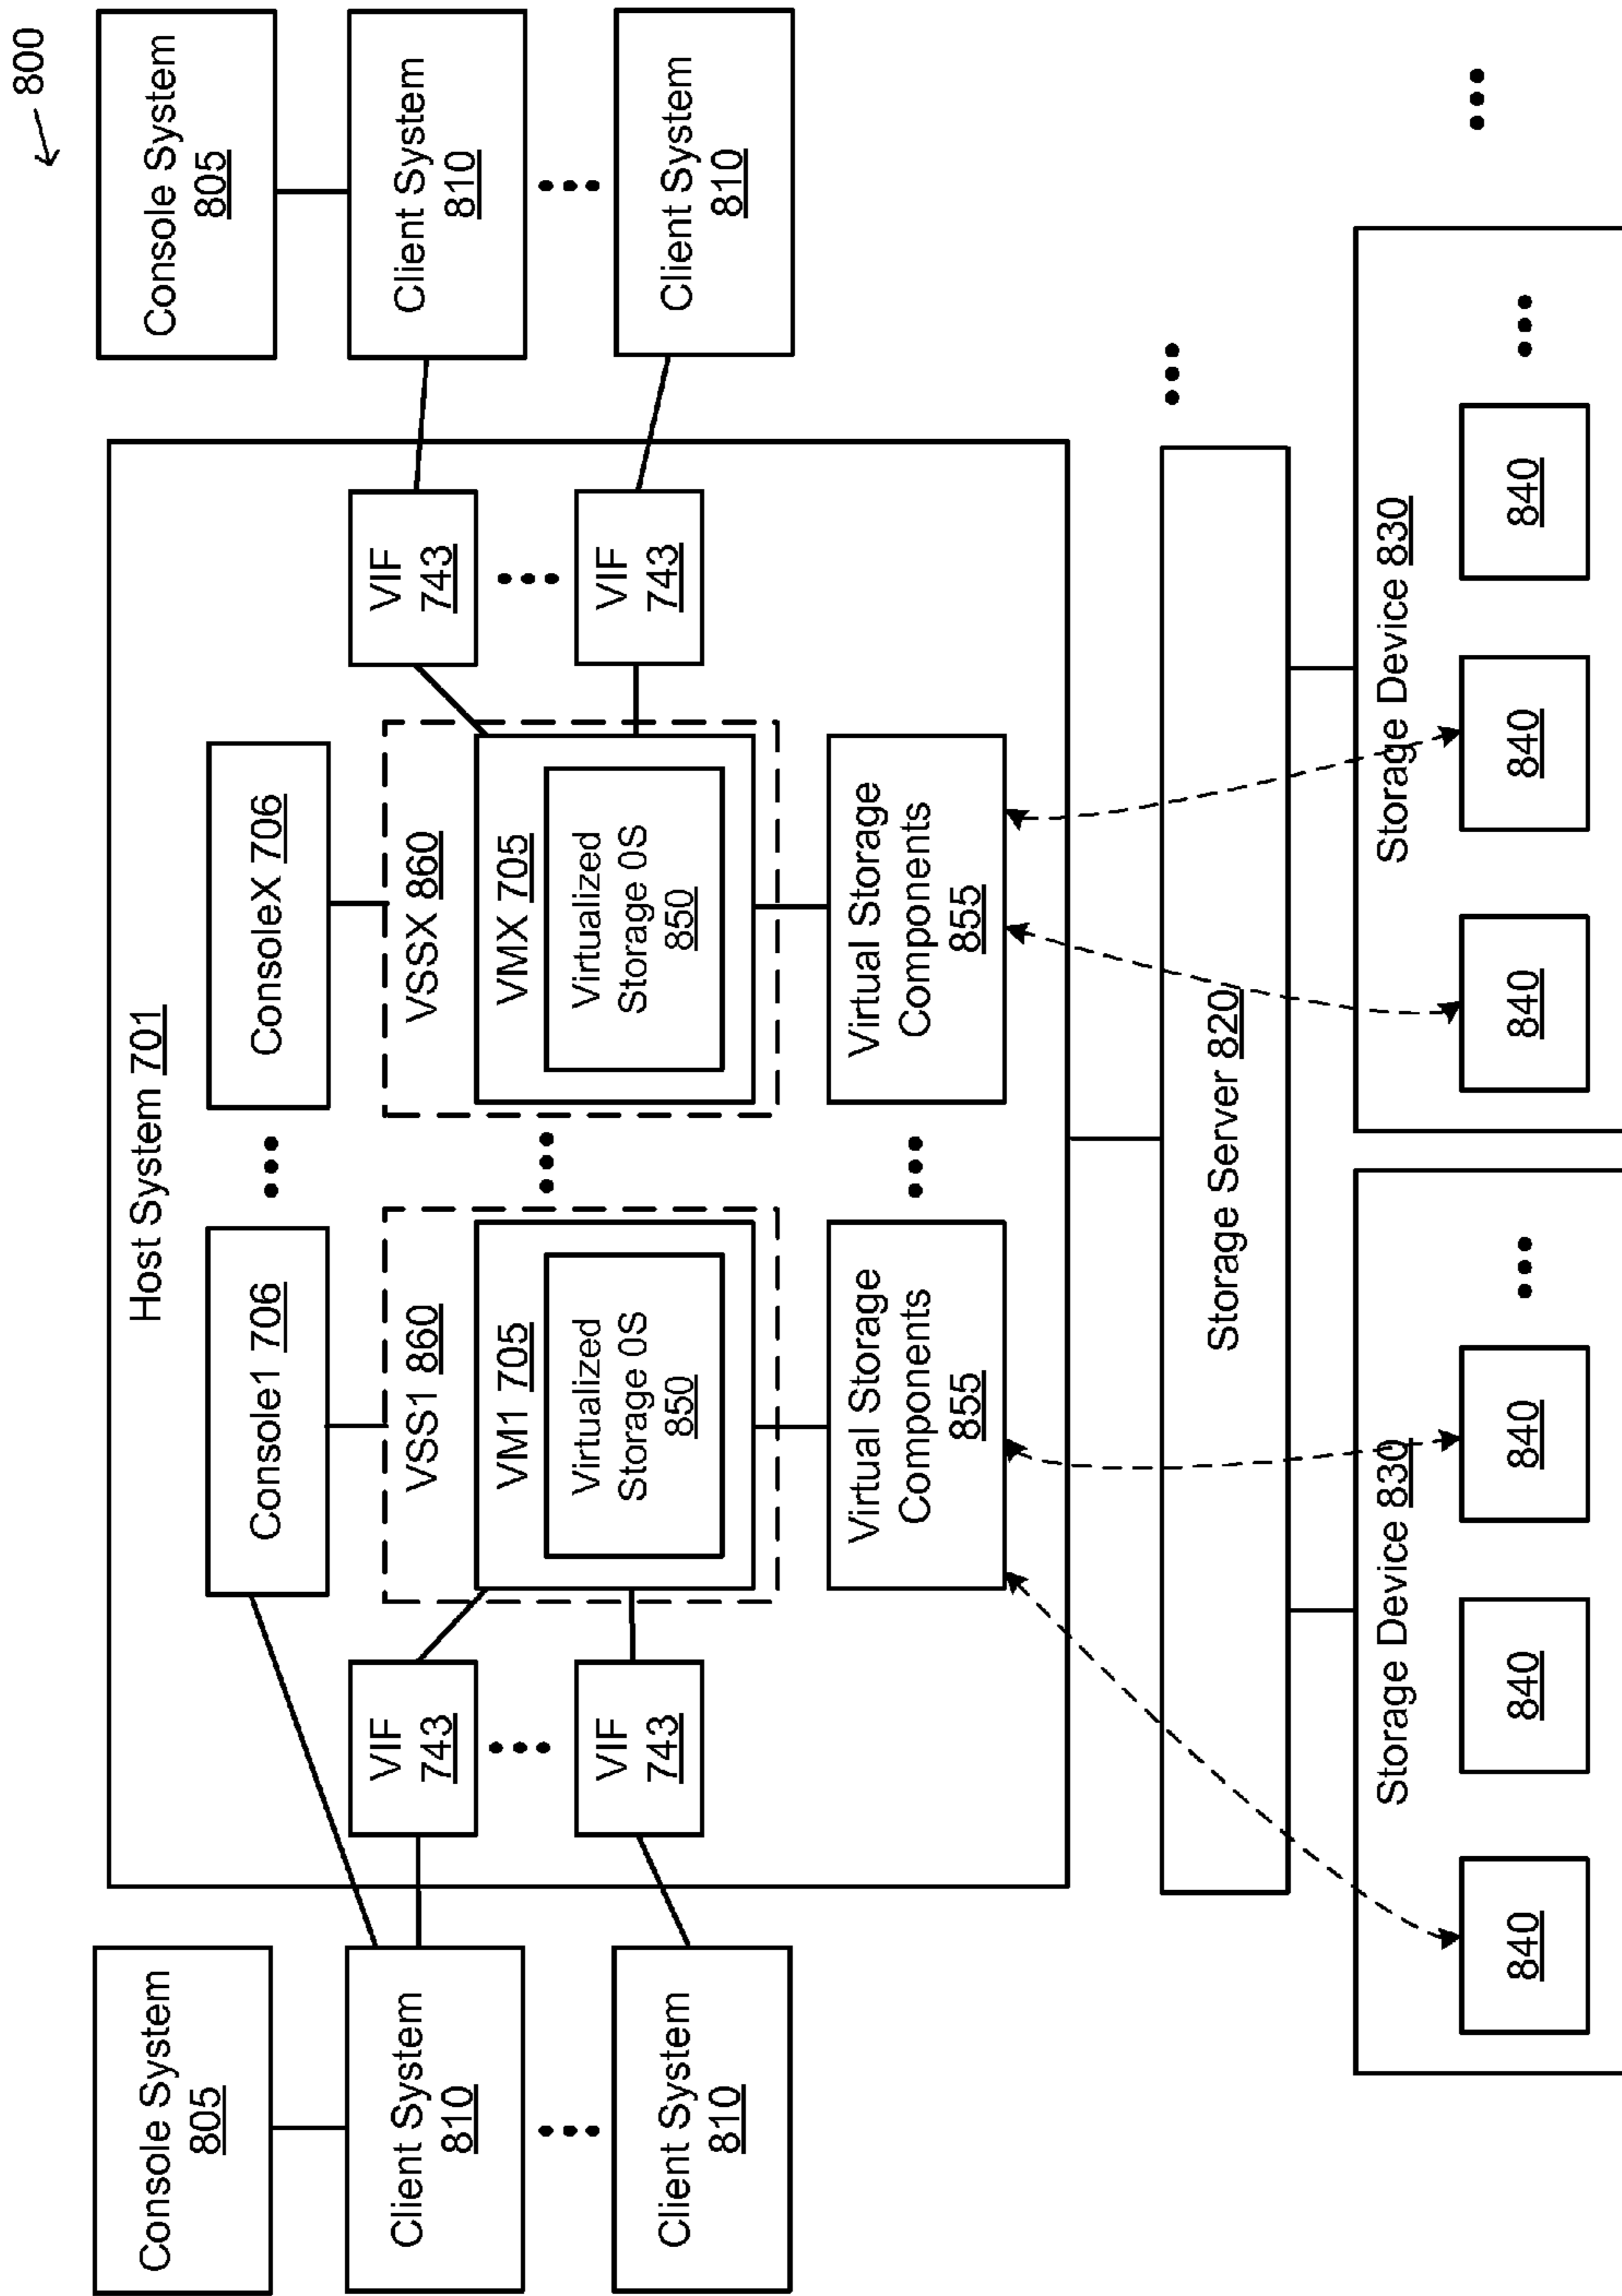 800
Console System
805
Client System
810
Client System
810
Console System
805
Client System
810
Client System
810
Host System 701
Console1 706
ConsoleX 706
VSS1 860
VM1 705
Virtualized
Storage 0S
850
VSSX 860
VMX 705
Virtualized
Storage 0S
850
VIF
743
VIF
743
VIF
743
VIF
743
Virtual Storage
Components
855
Virtual Storage
Components
855
Storage Server 820
Storage Device 830
840
840
840
Storage Device 830
840
840
840